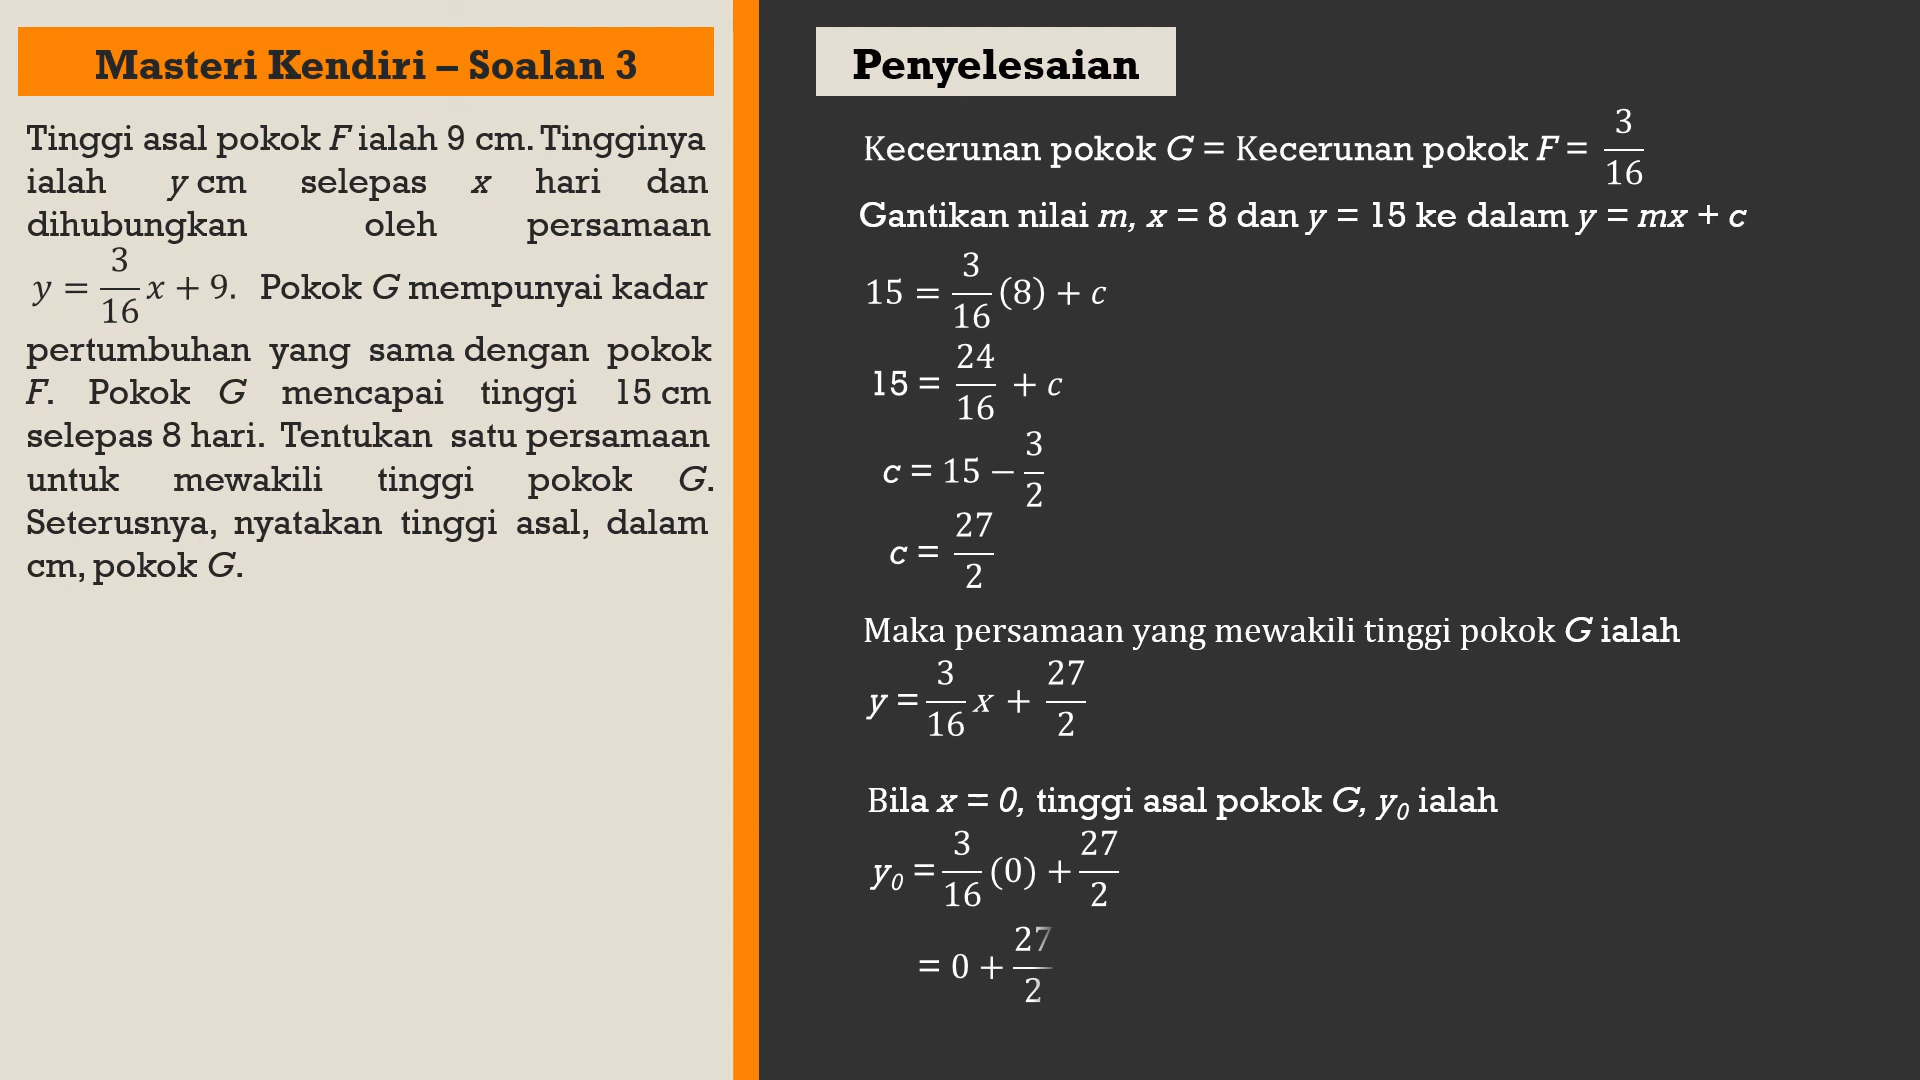 Masteri Kendiri – Soalan 3
Tinggi asal pokok F ialah 9 cm. Tingginya
ialah y cm selepas x hari dan
dihubungkan oleh persamaan
y = 3/16 x + 9. Pokok G mempunyai kadar
pertumbuhan yang sama dengan pokok
F. Pokok G mencapai tinggi 15 cm
selepas 8 hari. Tentukan satu persamaan
untuk mewakili tinggi pokok G.
Seterusnya, nyatakan tinggi asal, dalam
cm, pokok G.
Penyelesaian
Kecerunan pokok G = Kecerunan pokok F = 3/16
Gantikan nilai m, x = 8 dan y = 15 ke dalam y = mx + c
15 = 3/16 (8) + c
15 = 24/16 + c
c = 15 − 3/2
c = 27/2
Maka persamaan yang mewakili tinggi pokok G ialah
y = 3/16 x + 27/2
Bila x = 0, tinggi asal pokok G, y₀ ialah
y₀ = 3/16 (0) + 27/2
= 0 + 27/2